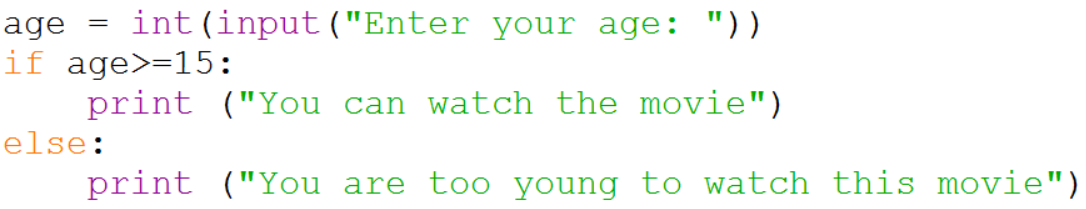 age = int(input("Enter your age: "))
if age>=15:
    print ("You can watch the movie")
else:
    print ("You are too young to watch this movie")